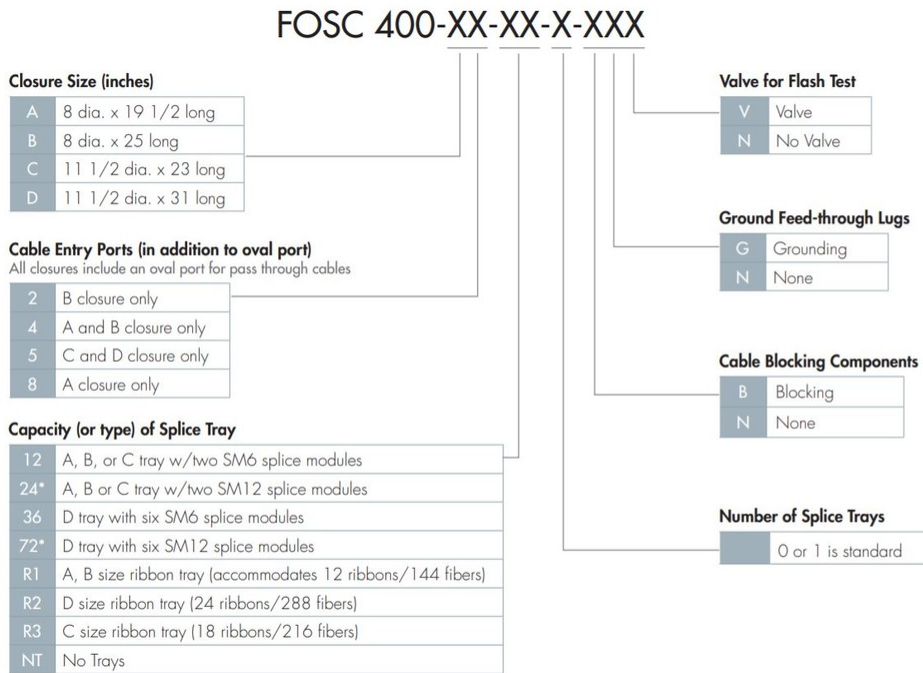 FOSC 400-XX-XX-X-XXX
Closure Size (inches)
A 8 dia. x 19 1/2 long
B 8 dia. x 25 long
C 11 1/2 dia. x 23 long
D 11 1/2 dia. x 31 long
Cable Entry Ports (in addition to oval port)
All closures include an oval port for pass through cables
2 B closure only
4 A and B closure only
5 C and D closure only
8 A closure only
Capacity (or type) of Splice Tray
12 A, B, or C tray w/two SM6 splice modules
24* A, B or C tray w/two SM12 splice modules
36 D tray with six SM6 splice modules
72* D tray with six SM12 splice modules
R1 A, B size ribbon tray (accommodates 12 ribbons/144 fibers)
R2 D size ribbon tray (24 ribbons/288 fibers)
R3 C size ribbon tray (18 ribbons/216 fibers)
NT No Trays
Valve for Flash Test
V Valve
N No Valve
Ground Feed-through Lugs
G Grounding
N None
Cable Blocking Components
B Blocking
N None
Number of Splice Trays
0 or 1 is standard